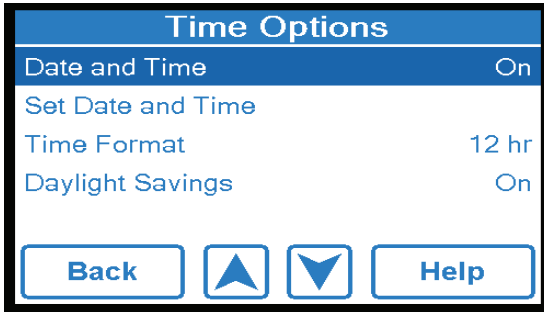 Time Options
Date and Time On
Set Date and Time
Time Format 12 hr
Daylight Savings On
Back Help